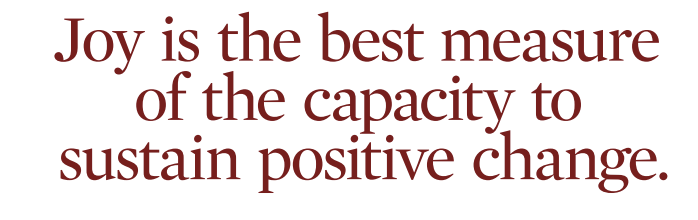 Joy is the best measure
of the capacity to
sustain positive change.